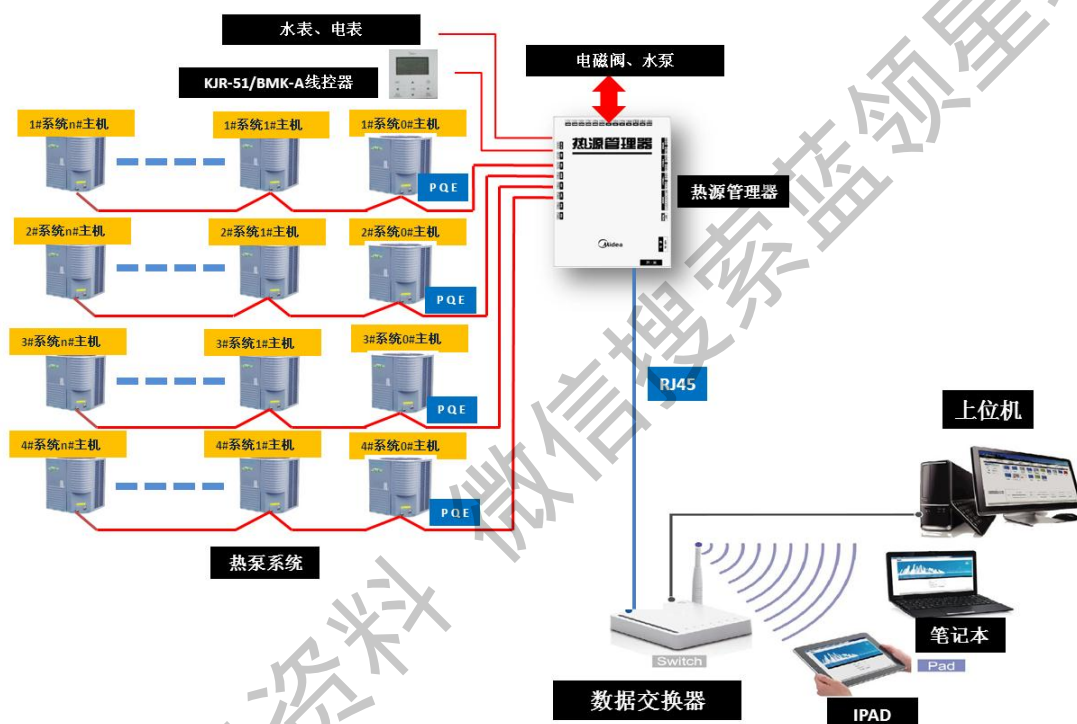 水表、电表
电磁阀、水泵
KJR-51/BMK-A线控器
1#系统n#主机
1#系统1#主机
1#系统0#主机
PQE
热源管理器
Midea
热源管理器
2#系统n#主机
2#系统1#主机
2#系统0#主机
PQE
3#系统n#主机
3#系统1#主机
3#系统0#主机
PQE
4#系统n#主机
4#系统1#主机
4#系统0#主机
PQE
热泵系统
RJ45
上位机
笔记本
Switch
Pad
数据交换器
IPAD
资料 微信搜索蓝领星